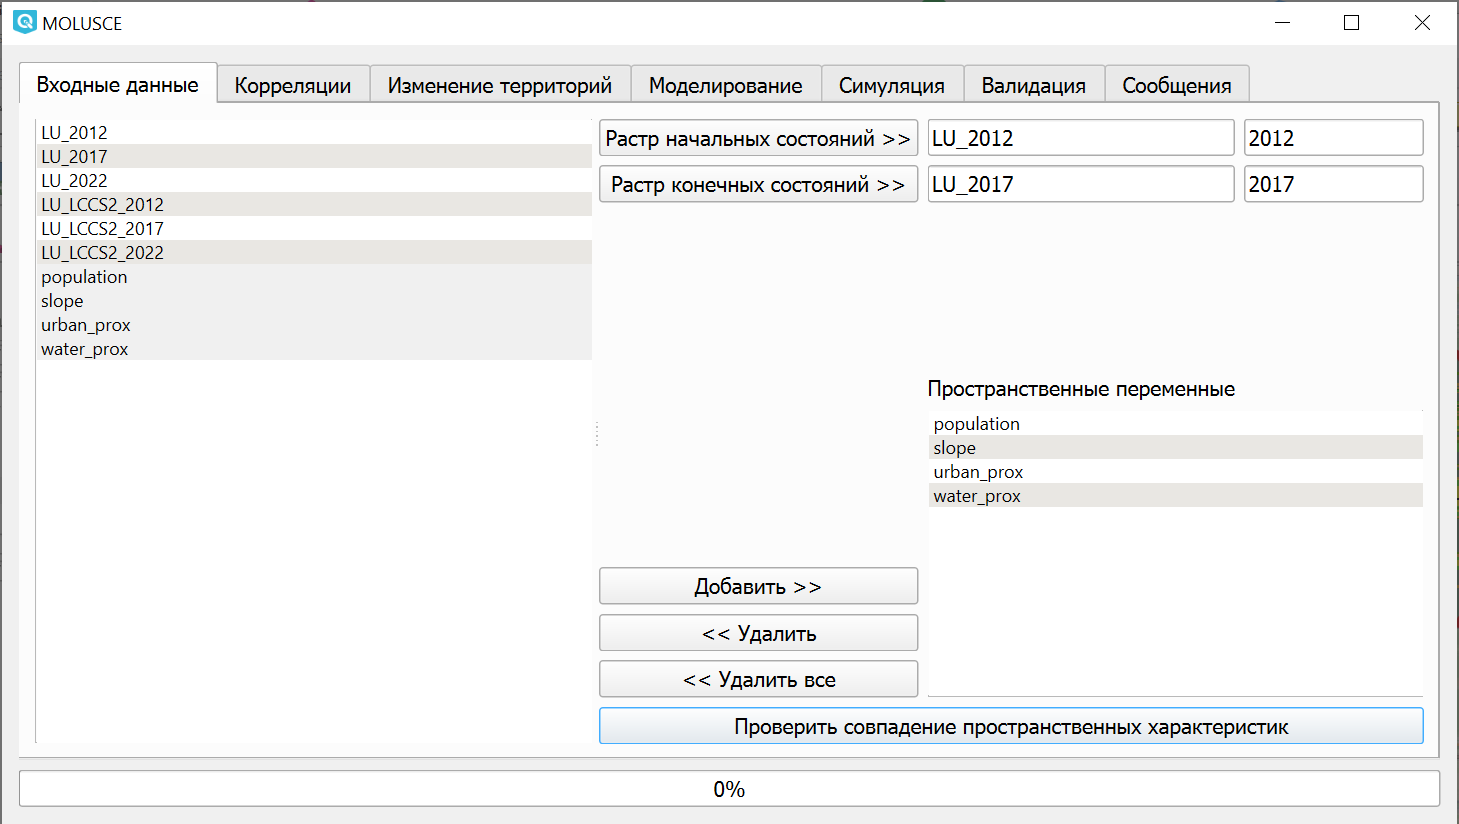 MOLUSCE
Входные данные
Корреляции
Изменение территорий
Моделирование
Симуляция
Валидация
Сообщения
LU_2012
LU_2017
LU_2022
LU_LCCS2_2012
LU_LCCS2_2017
LU_LCCS2_2022
population
slope
urban_prox
water_prox
Растр начальных состояний >>
LU_2012
2012
Растр конечных состояний >>
LU_2017
2017
Пространственные переменные
population
slope
urban_prox
water_prox
Добавить >>
<< Удалить
<< Удалить все
Проверить совпадение пространственных характеристик
0%